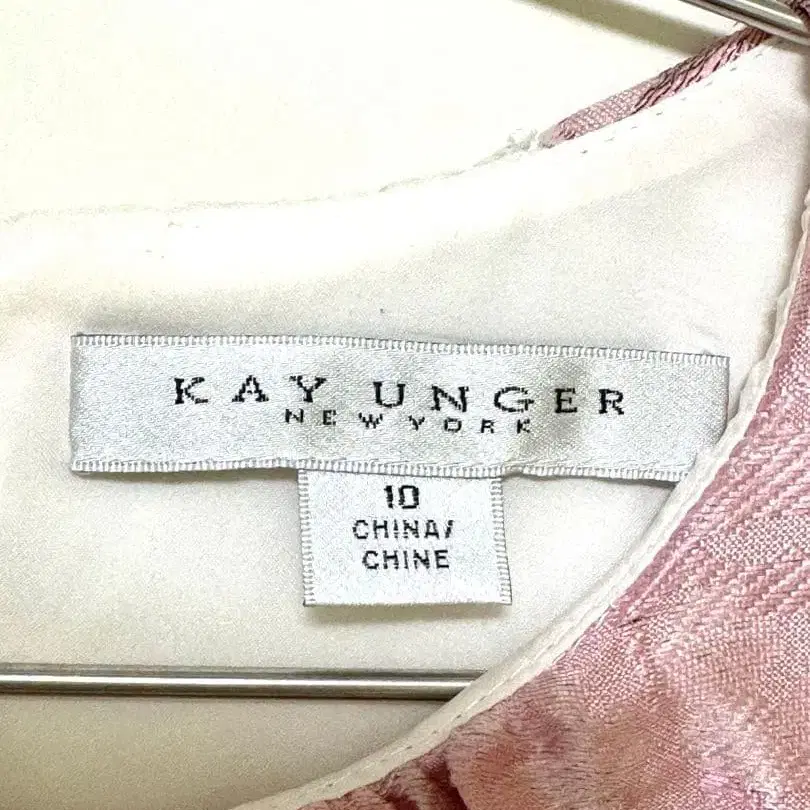 KAY UNGER
NEW YORK
10
CHINA/
CHINE